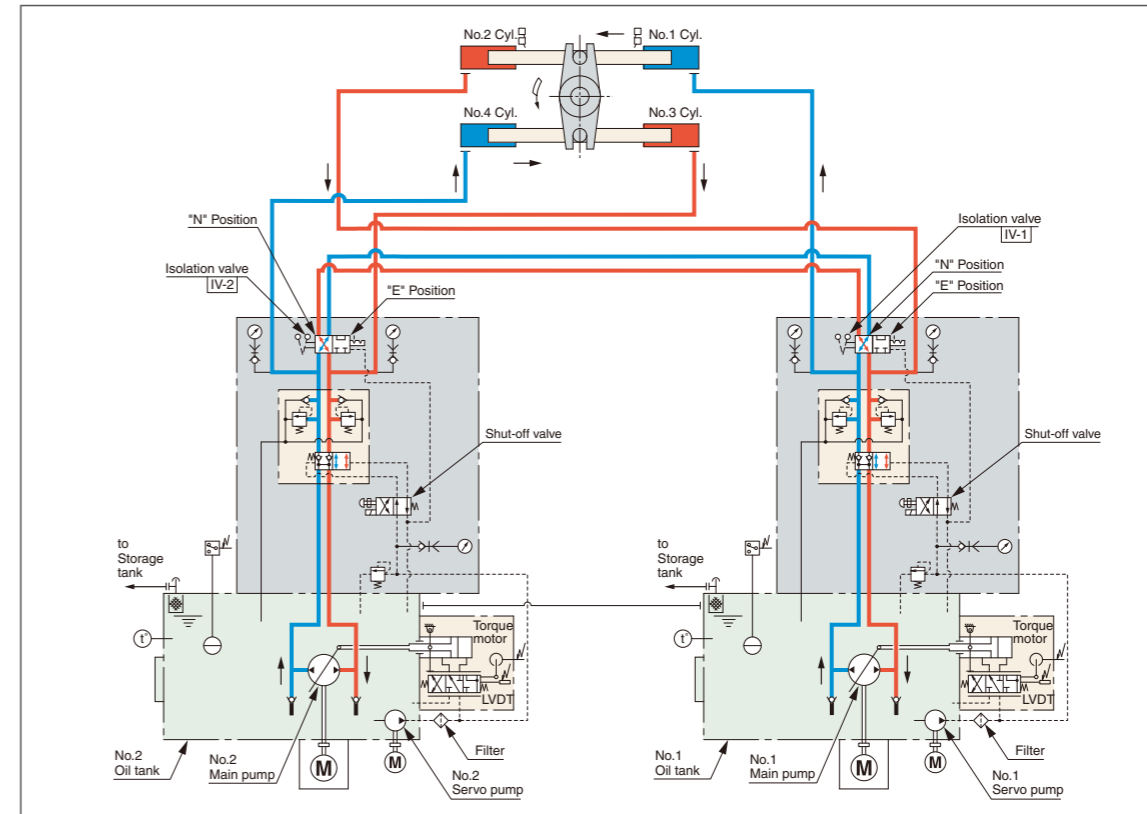 No.2 Cyl.
No.1 Cyl.
No.4 Cyl.
No.3 Cyl.
"N" Position
Isolation valve
IV-2
"E" Position
Isolation valve
IV-1
"N" Position
"E" Position
Shut-off valve
Shut-off valve
to
Storage
tank
to
Storage
tank
t°
Torque
motor
LVDT
t°
Torque
motor
LVDT
No.2
Oil tank
No.2
Main pump
M
M
No.2
Servo pump
Filter
No.1
Oil tank
No.1
Main pump
M
M
No.1
Servo pump
Filter